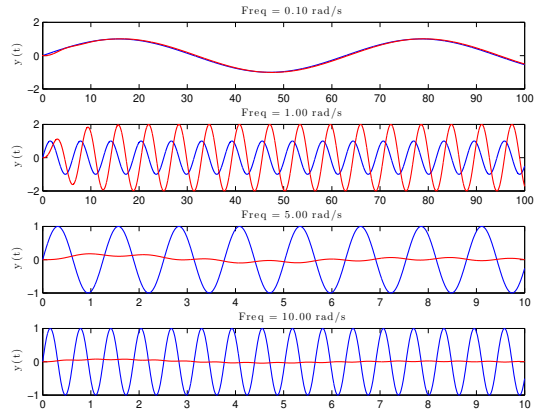 Freq = 0.10 rad/s
2
0
−2
y(t)
0 10 20 30 40 50 60 70 80 90 100
Freq = 1.00 rad/s
2
0
−2
y(t)
0 10 20 30 40 50 60 70 80 90 100
Freq = 5.00 rad/s
1
0
−1
y(t)
0 1 2 3 4 5 6 7 8 9 10
Freq = 10.00 rad/s
1
0
−1
y(t)
0 1 2 3 4 5 6 7 8 9 10